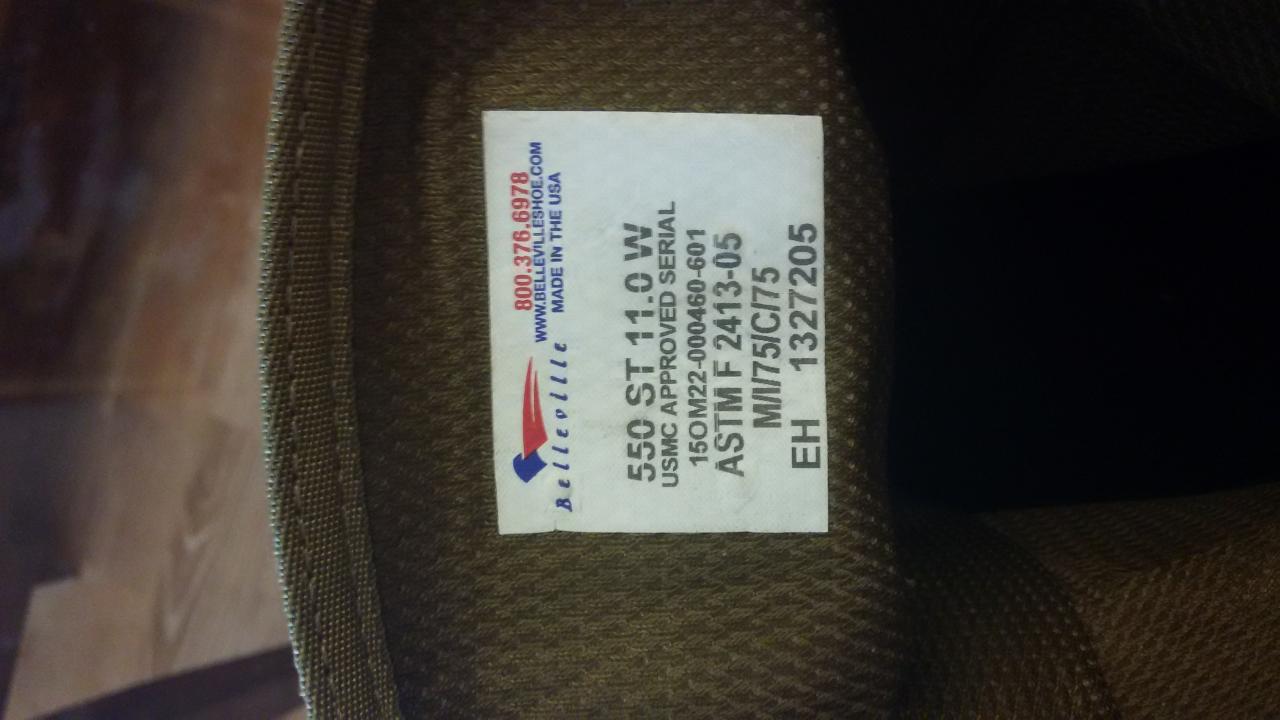 Belleville
800.376.6978
WWW.BELLEVILLESHOE.COM
MADE IN THE USA
550 ST 11.0 W
USMC APPROVED SERIAL
15OM22-000460-601
ASTM F 2413-05
M/I/75/C/75
EH 1327205